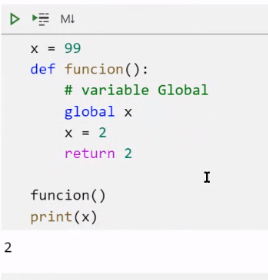 M↓
x = 99
def funcion():
    # variable Global
    global x
    x = 2
    return 2

funcion()
print(x)
2